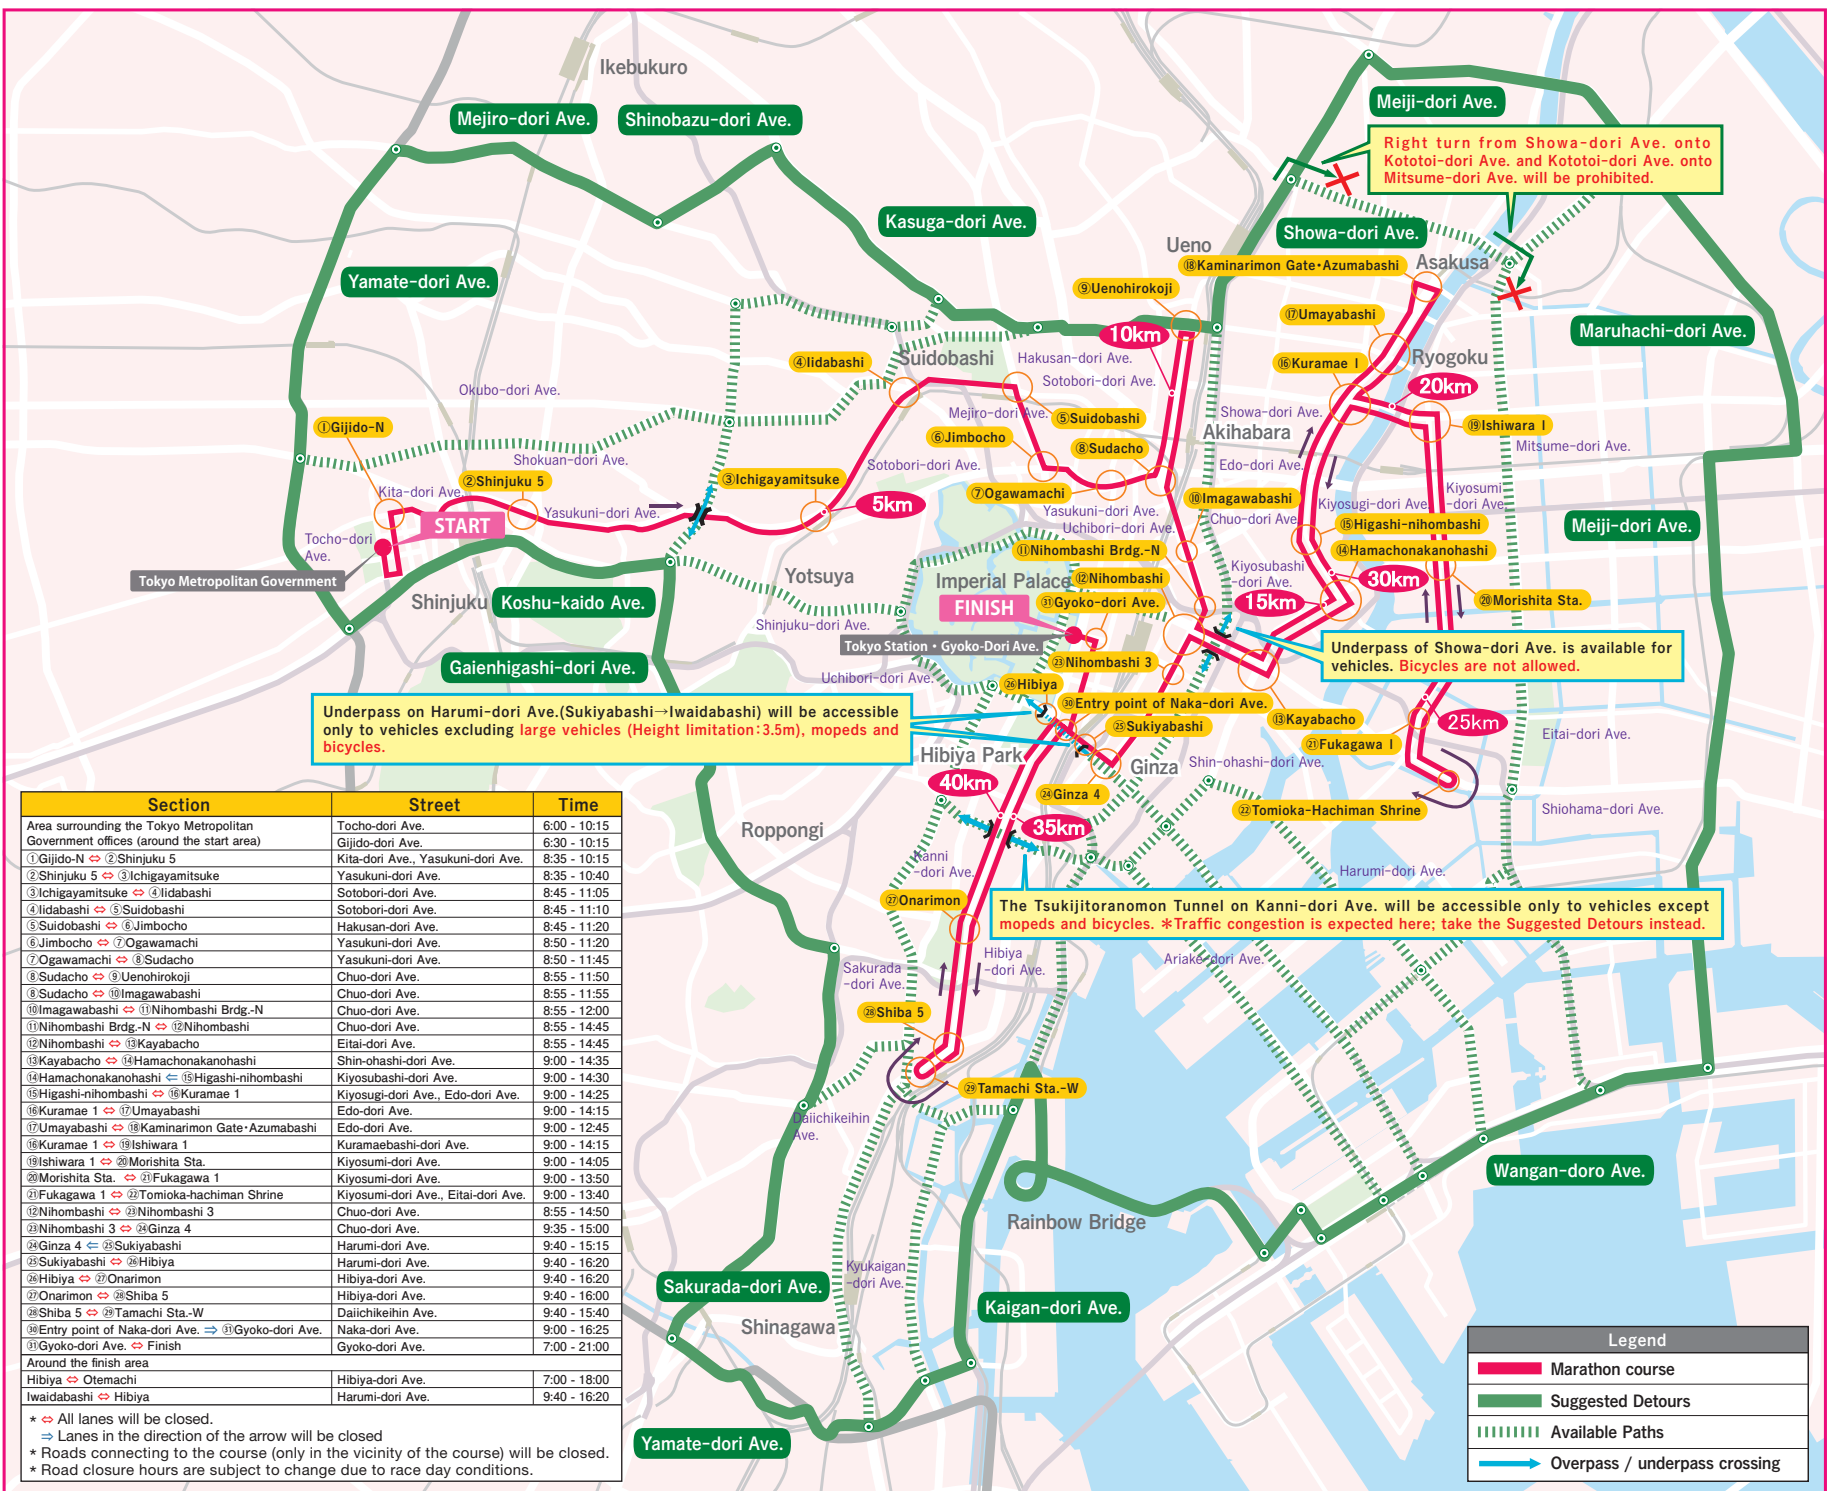 Ikebukuro
Mejiro-dori Ave.
Shinobazu-dori Ave.
Meiji-dori Ave.
Right turn from Showa-dori Ave. onto
Kototoi-dori Ave. and Kototoi-dori Ave. onto
Mitsume-dori Ave. will be prohibited.
Kasuga-dori Ave.
Showa-dori Ave.
Ueno
⑱Kaminarimon Gate・Azumabashi
Asakusa
Yamate-dori Ave.
⑨Uenohirokoji
⑰Umayabashi
Maruhachi-dori Ave.
10km
Suidobashi
Hakusan-dori Ave.
④Iidabashi
⑯Kuramae 1
Ryogoku
Okubo-dori Ave.
Sotobori-dori Ave.
20km
Mejiro-dori Ave.
⑤Suidobashi
Showa-dori Ave.
⑲Ishiwara 1
①Gijido-N
⑥Jimbocho
Akihabara
Mitsume-dori Ave.
⑧Sudacho
Shokuan-dori Ave.
Sotobori-dori Ave.
Edo-dori Ave.
②Shinjuku 5
③Ichigayamitsuke
Kita-dori Ave.
⑦Ogawamachi
⑩Imagawabashi
Kiyosugi-dori Ave.
Kiyosumi
-dori Ave.
5km
Yasukuni-dori Ave.
Yasukuni-dori Ave.
START
Uchibori-dori Ave.
Chuo-dori Ave.
⑮Higashi-nihombashi
Meiji-dori Ave.
Tocho-dori
Ave.
⑪Nihombashi Brdg.-N
⑭Hamachonakanohashi
Tokyo Metropolitan Government
Yotsuya
Imperial Palace
⑫Nihombashi
Kiyosubashi
-dori Ave.
30km
Shinjuku
Koshu-kaido Ave.
FINISH
㉛Gyoko-dori Ave.
15km
⑳Morishita Sta.
Shinjuku-dori Ave.
Tokyo Station・Gyoko-Dori Ave.
Underpass of Showa-dori Ave. is available for
vehicles. Bicycles are not allowed.
Gaienhigashi-dori Ave.
㉓Nihombashi 3
Uchibori-dori Ave.
㉖Hibiya
Underpass on Harumi-dori Ave.(Sukiyabashi→Iwaidabashi) will be accessible
only to vehicles excluding large vehicles (Height limitation:3.5m), mopeds and
bicycles.
㉚Entry point of Naka-dori Ave.
⑬Kayabacho
25km
㉕Sukiyabashi
㉑Fukagawa 1
Eitai-dori Ave.
Hibiya Park
Ginza
Shin-ohashi-dori Ave.
40km
㉔Ginza 4
㉒Tomioka-Hachiman Shrine
Shiohama-dori Ave.
Roppongi
35km
Kanni
-dori Ave.
Harumi-dori Ave.
㉗Onarimon
The Tsukijitoranomon Tunnel on Kanni-dori Ave. will be accessible only to vehicles except
mopeds and bicycles. ＊Traffic congestion is expected here; take the Suggested Detours instead.
Hibiya
-dori Ave.
Ariake-dori Ave.
Sakurada
-dori Ave.
㉘Shiba 5
㉙Tamachi Sta.-W
Daiichikeihin
Ave.
Wangan-doro Ave.
Rainbow Bridge
Kyukaigan
-dori Ave.
Sakurada-dori Ave.
Kaigan-dori Ave.
Shinagawa
Yamate-dori Ave.
Section Street Time
Area surrounding the Tokyo Metropolitan
Government offices (around the start area)
Tocho-dori Ave. 6:00 - 10:15
Gijido-dori Ave. 6:30 - 10:15
①Gijido-N ⇔ ②Shinjuku 5 Kita-dori Ave., Yasukuni-dori Ave. 8:35 - 10:15
②Shinjuku 5 ⇔ ③Ichigayamitsuke Yasukuni-dori Ave. 8:35 - 10:40
③Ichigayamitsuke ⇔ ④Iidabashi Sotobori-dori Ave. 8:45 - 11:05
④Iidabashi ⇔ ⑤Suidobashi Sotobori-dori Ave. 8:45 - 11:10
⑤Suidobashi ⇔ ⑥Jimbocho Hakusan-dori Ave. 8:45 - 11:20
⑥Jimbocho ⇔ ⑦Ogawamachi Yasukuni-dori Ave. 8:50 - 11:20
⑦Ogawamachi ⇔ ⑧Sudacho Yasukuni-dori Ave. 8:50 - 11:45
⑧Sudacho ⇔ ⑨Uenohirokoji Chuo-dori Ave. 8:55 - 11:50
⑧Sudacho ⇔ ⑩Imagawabashi Chuo-dori Ave. 8:55 - 11:55
⑩Imagawabashi ⇔ ⑪Nihombashi Brdg.-N Chuo-dori Ave. 8:55 - 12:00
⑪Nihombashi Brdg.-N ⇔ ⑫Nihombashi Chuo-dori Ave. 8:55 - 14:45
⑫Nihombashi ⇔ ⑬Kayabacho Eitai-dori Ave. 8:55 - 14:45
⑬Kayabacho ⇔ ⑭Hamachonakanohashi Shin-ohashi-dori Ave. 9:00 - 14:35
⑭Hamachonakanohashi ⇐ ⑮Higashi-nihombashi Kiyosubashi-dori Ave. 9:00 - 14:30
⑮Higashi-nihombashi ⇔ ⑯Kuramae 1 Kiyosugi-dori Ave., Edo-dori Ave. 9:00 - 14:25
⑯Kuramae 1 ⇔ ⑰Umayabashi Edo-dori Ave. 9:00 - 14:15
⑰Umayabashi ⇔ ⑱Kaminarimon Gate・Azumabashi Edo-dori Ave. 9:00 - 12:45
⑯Kuramae 1 ⇔ ⑲Ishiwara 1 Kuramaebashi-dori Ave. 9:00 - 14:15
⑲Ishiwara 1 ⇔ ⑳Morishita Sta. Kiyosumi-dori Ave. 9:00 - 14:05
⑳Morishita Sta. ⇔ ㉑Fukagawa 1 Kiyosumi-dori Ave. 9:00 - 13:50
㉑Fukagawa 1 ⇔ ㉒Tomioka-hachiman Shrine Kiyosumi-dori Ave., Eitai-dori Ave. 9:00 - 13:40
⑫Nihombashi ⇔ ㉓Nihombashi 3 Chuo-dori Ave. 8:55 - 14:50
㉓Nihombashi 3 ⇔ ㉔Ginza 4 Chuo-dori Ave. 9:35 - 15:00
㉔Ginza 4 ⇐ ㉕Sukiyabashi Harumi-dori Ave. 9:40 - 15:15
㉕Sukiyabashi ⇔ ㉖Hibiya Harumi-dori Ave. 9:40 - 16:20
㉖Hibiya ⇔ ㉗Onarimon Hibiya-dori Ave. 9:40 - 16:20
㉗Onarimon ⇔ ㉘Shiba 5 Hibiya-dori Ave. 9:40 - 16:00
㉘Shiba 5 ⇔ ㉙Tamachi Sta.-W Daiichikeihin Ave. 9:40 - 15:40
㉚Entry point of Naka-dori Ave. ⇒ ㉛Gyoko-dori Ave. Naka-dori Ave. 9:00 - 16:25
㉛Gyoko-dori Ave. ⇔ Finish Gyoko-dori Ave. 7:00 - 21:00
Around the finish area
Hibiya ⇔ Otemachi Hibiya-dori Ave. 7:00 - 18:00
Iwaidabashi ⇔ Hibiya Harumi-dori Ave. 9:40 - 16:20
* ⇔ All lanes will be closed.
⇒ Lanes in the direction of the arrow will be closed
* Roads connecting to the course (only in the vicinity of the course) will be closed.
* Road closure hours are subject to change due to race day conditions.
Legend
Marathon course
Suggested Detours
Available Paths
Overpass / underpass crossing